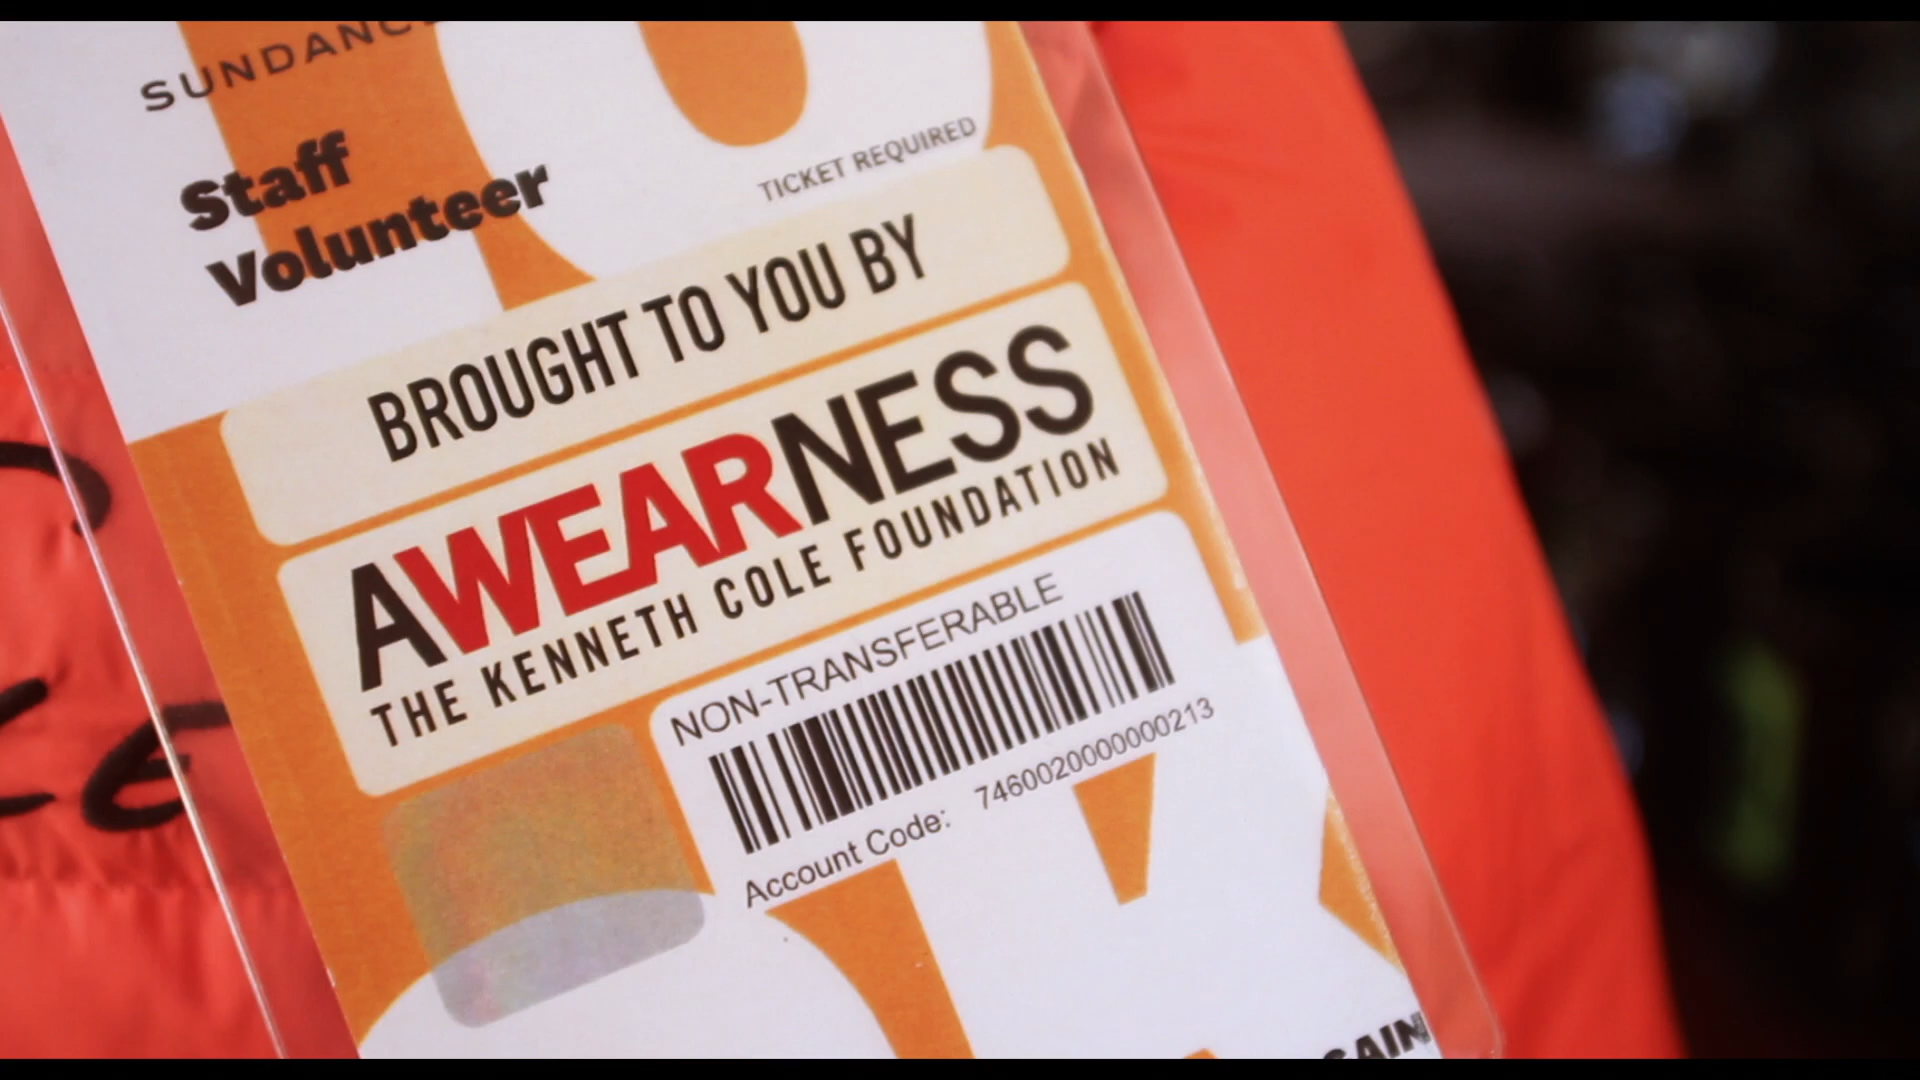 SUNDANCE
Staff
Volunteer
TICKET REQUIRED
BROUGHT TO YOU BY
AWEARNESS
THE KENNETH COLE FOUNDATION
NON-TRANSFERABLE
Account Code: 74600200000000213